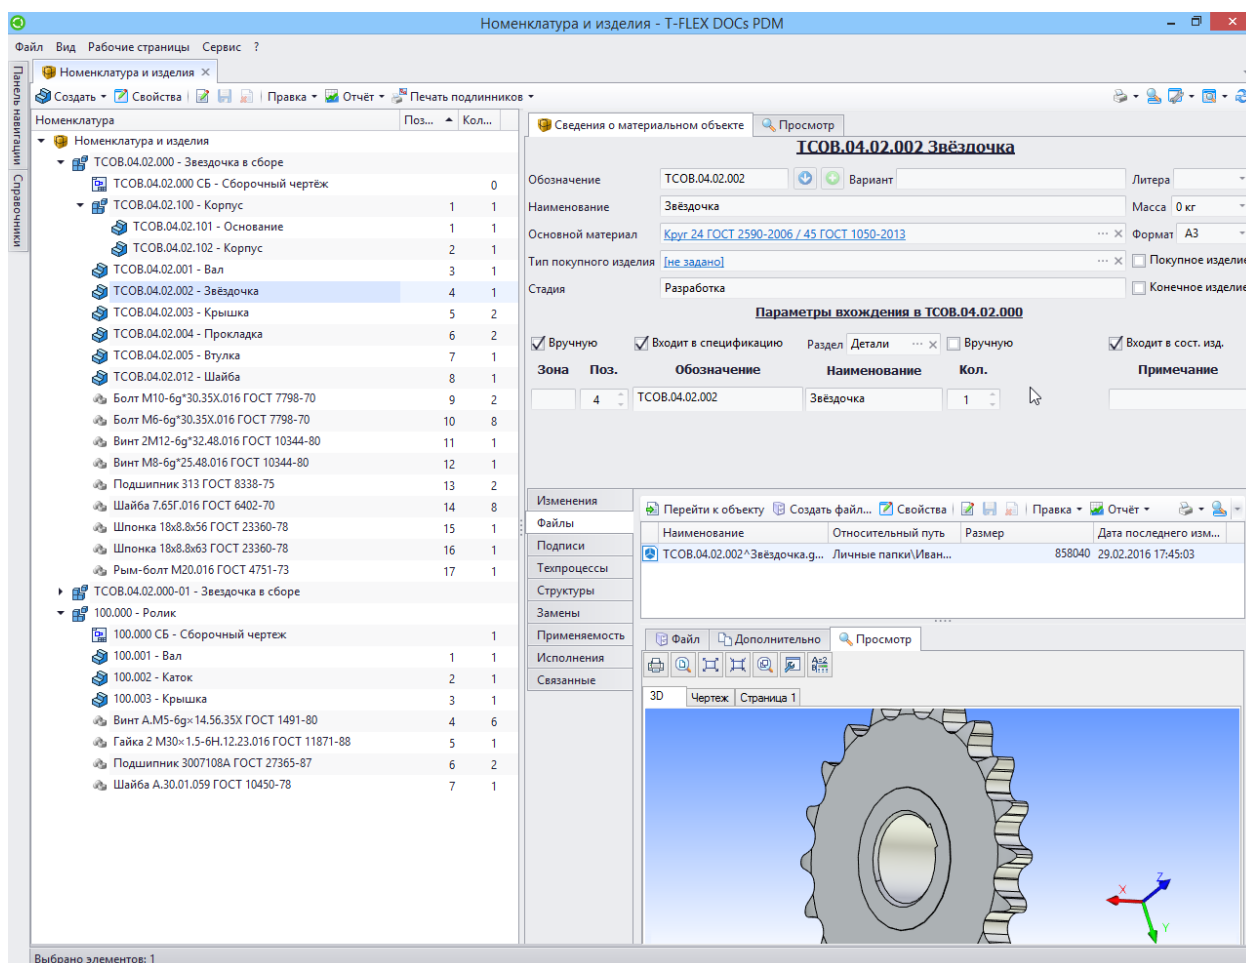 Номенклатура и изделия - T-FLEX DOCs PDM
Файл Вид Рабочие страницы Сервис ?
Панель навигации
Справочники
Номенклатура и изделия
Создать Свойства Правка Отчёт Печать подлинников
Номенклатура Поз... Кол...
Номенклатура и изделия
ТСОВ.04.02.000 - Звездочка в сборе
ТСОВ.04.02.000 СБ - Сборочный чертёж 0
ТСОВ.04.02.100 - Корпус 1 1
ТСОВ.04.02.101 - Основание 1 1
ТСОВ.04.02.102 - Корпус 2 1
ТСОВ.04.02.001 - Вал 3 1
ТСОВ.04.02.002 - Звёздочка 4 1
ТСОВ.04.02.003 - Крышка 5 2
ТСОВ.04.02.004 - Прокладка 6 2
ТСОВ.04.02.005 - Втулка 7 1
ТСОВ.04.02.012 - Шайба 8 1
Болт М10-6g*30.35Х.016 ГОСТ 7798-70 9 2
Болт М6-6g*30.35Х.016 ГОСТ 7798-70 10 8
Винт 2М12-6g*32.48.016 ГОСТ 10344-80 11 1
Винт М8-6g*25.48.016 ГОСТ 10344-80 12 1
Подшипник 313 ГОСТ 8338-75 13 2
Шайба 7.65Г.016 ГОСТ 6402-70 14 8
Шпонка 18х8.8х56 ГОСТ 23360-78 15 1
Шпонка 18х8.8х63 ГОСТ 23360-78 16 1
Рым-болт М20.016 ГОСТ 4751-73 17 1
ТСОВ.04.02.000-01 - Звездочка в сборе
100.000 - Ролик
100.000 СБ - Сборочный чертеж 1
100.001 - Вал 1 1
100.002 - Каток 2 1
100.003 - Крышка 3 1
Винт А.М5-6g×14.56.35Х ГОСТ 1491-80 4 6
Гайка 2 М30×1.5-6Н.12.23.016 ГОСТ 11871-88 5 1
Подшипник 3007108А ГОСТ 27365-87 6 2
Шайба А.30.01.059 ГОСТ 10450-78 7 1
Сведения о материальном объекте Просмотр
ТСОВ.04.02.002 Звёздочка
Обозначение ТСОВ.04.02.002 Вариант Литера
Наименование Звёздочка Масса 0 кг
Основной материал Круг 24 ГОСТ 2590-2006 / 45 ГОСТ 1050-2013 Формат А3
Тип покупного изделия [не задано] Покупное изделие
Стадия Разработка Конечное изделие
Параметры вхождения в ТСОВ.04.02.000
Вручную Входит в спецификацию Раздел Детали Вручную Входит в сост. изд.
Зона Поз. Обозначение Наименование Кол. Примечание
4 ТСОВ.04.02.002 Звёздочка 1
Изменения
Файлы
Подписи
Техпроцессы
Структуры
Замены
Применяемость
Исполнения
Связанные
Перейти к объекту Создать файл... Свойства Правка Отчёт
Наименование Относительный путь Размер Дата последнего изм...
ТСОВ.04.02.002^Звёздочка.g... Личные папки\Иван... 858040 29.02.2016 17:45:03
Файл Дополнительно Просмотр
3D Чертеж Страница 1
X Z Y
Выбрано элементов: 1